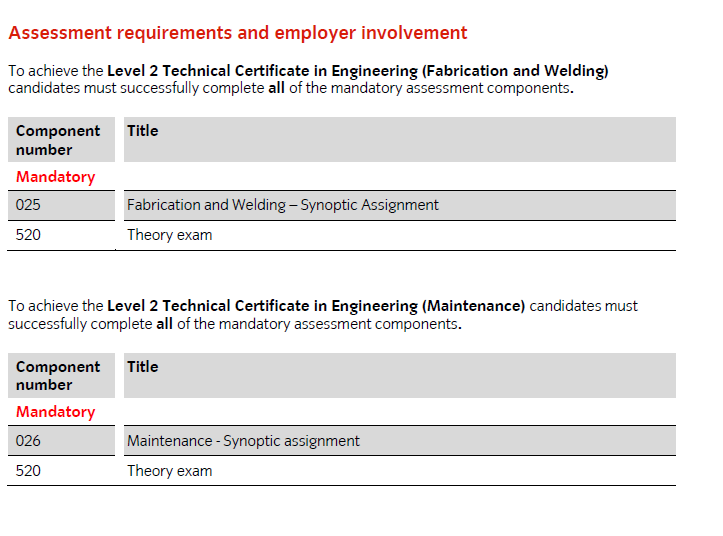 Assessment requirements and employer involvement
To achieve the Level 2 Technical Certificate in Engineering (Fabrication and Welding)
candidates must successfully complete all of the mandatory assessment components.
Component number Title
Mandatory
025 Fabrication and Welding – Synoptic Assignment
520 Theory exam
To achieve the Level 2 Technical Certificate in Engineering (Maintenance) candidates must
successfully complete all of the mandatory assessment components.
Component number Title
Mandatory
026 Maintenance - Synoptic assignment
520 Theory exam